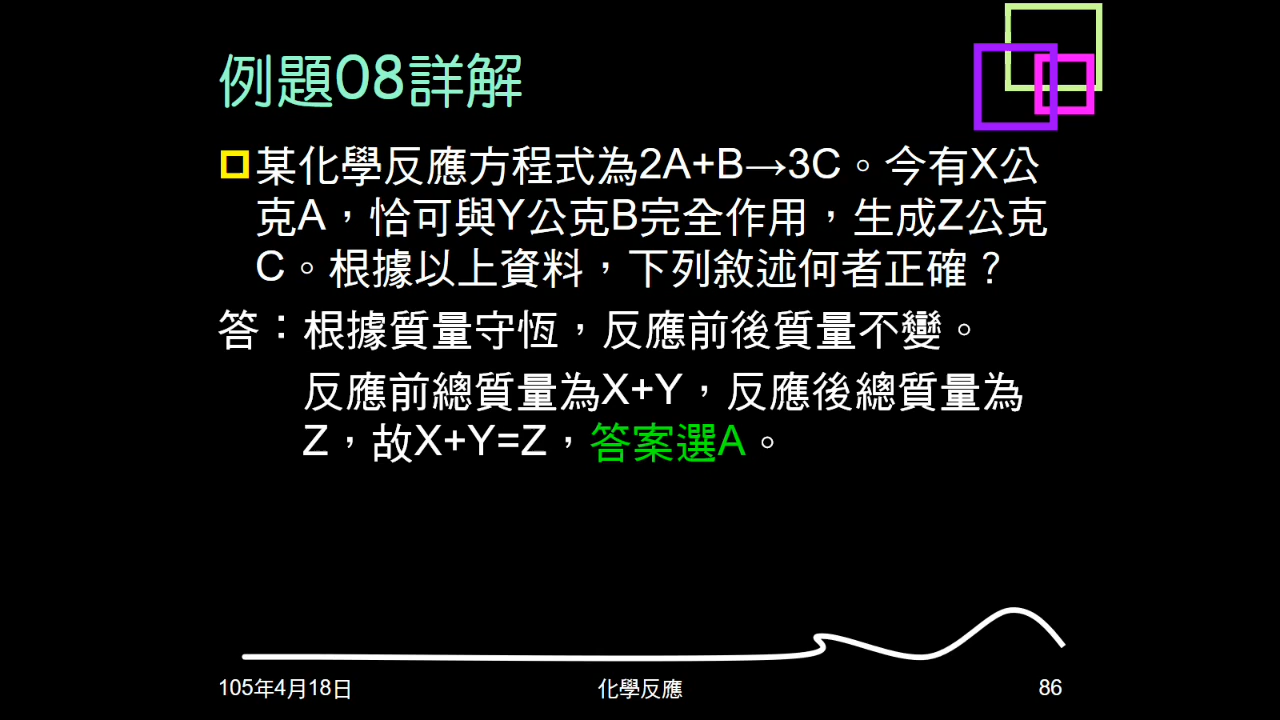 例題08詳解
某化學反應方程式為2A+B→3C。今有X公
克A，恰可與Y公克B完全作用，生成Z公克
C。根據以上資料，下列敘述何者正確？
答：根據質量守恆，反應前後質量不變。
反應前總質量為X+Y，反應後總質量為
Z，故X+Y=Z，答案選A。
105年4月18日
化學反應
86